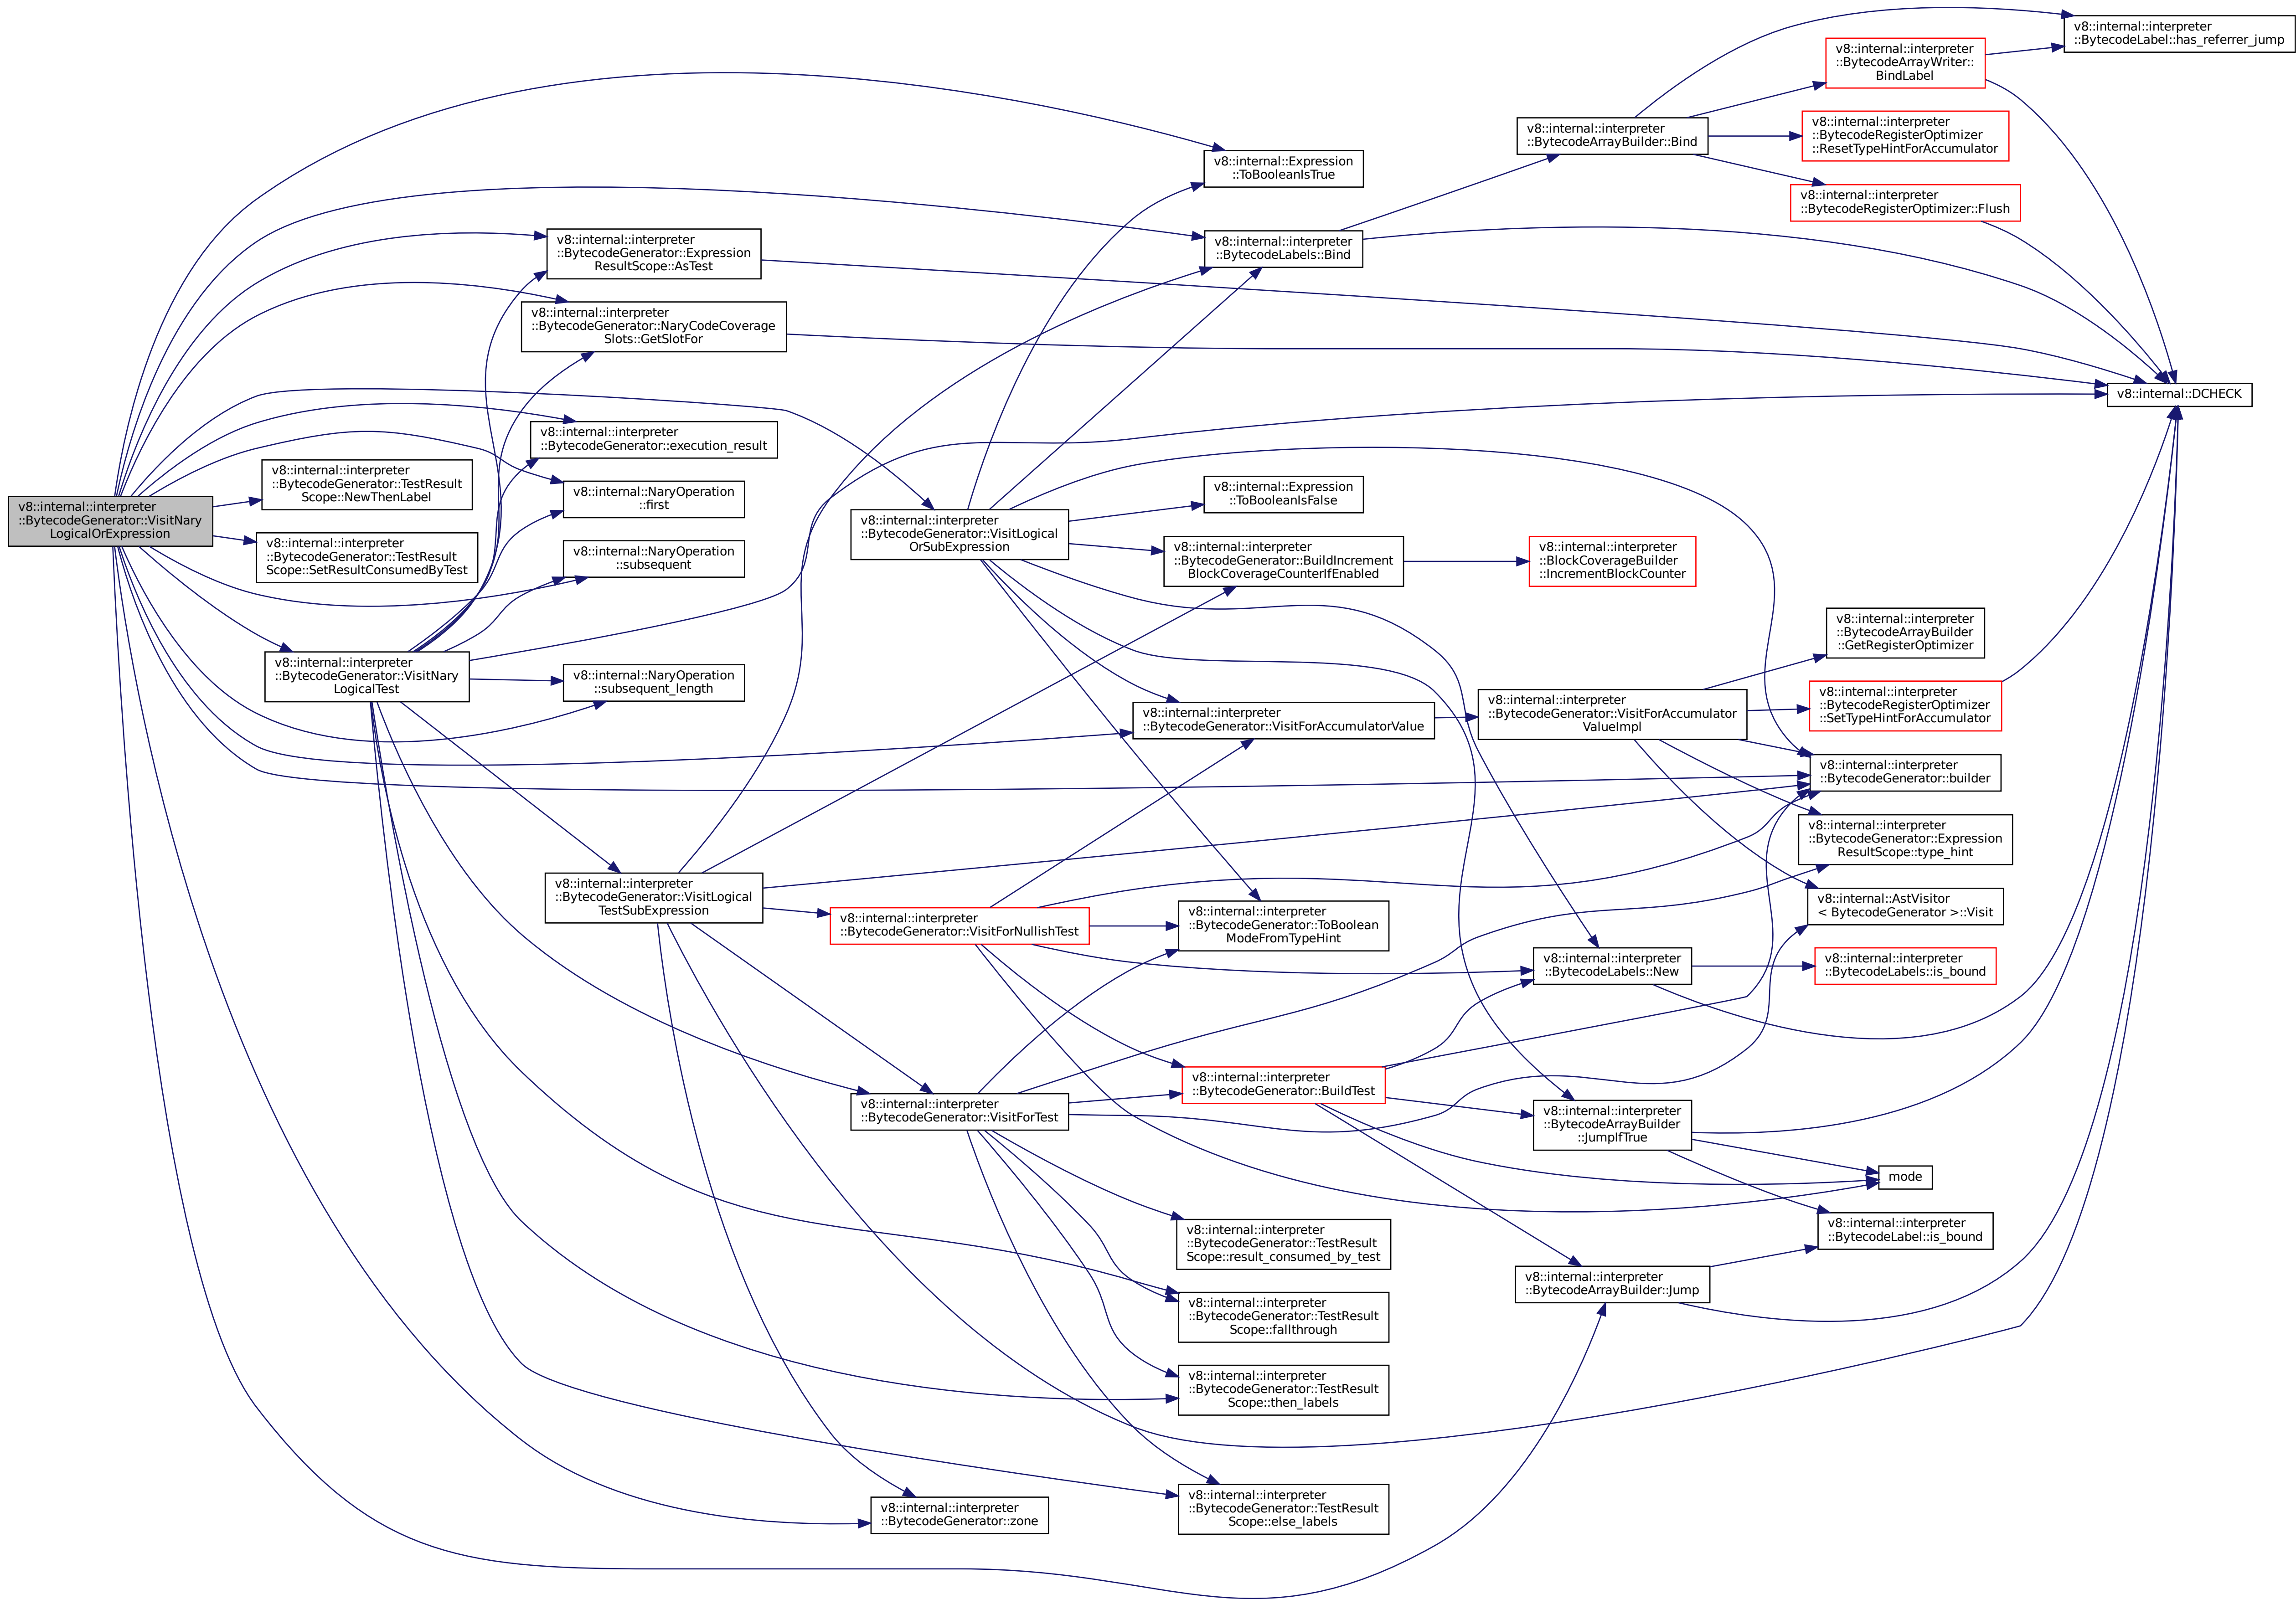 v8::internal::interpreter
::BytecodeGenerator::VisitNary
LogicalOrExpression
v8::internal::interpreter
::BytecodeGenerator::Expression
ResultScope::AsTest
v8::internal::interpreter
::BytecodeGenerator::NaryCodeCoverage
Slots::GetSlotFor
v8::internal::interpreter
::BytecodeGenerator::execution_result
v8::internal::interpreter
::BytecodeGenerator::TestResult
Scope::NewThenLabel
v8::internal::NaryOperation
::first
v8::internal::interpreter
::BytecodeGenerator::TestResult
Scope::SetResultConsumedByTest
v8::internal::NaryOperation
::subsequent
v8::internal::interpreter
::BytecodeGenerator::VisitNary
LogicalTest
v8::internal::NaryOperation
::subsequent_length
v8::internal::interpreter
::BytecodeGenerator::VisitLogical
TestSubExpression
v8::internal::interpreter
::BytecodeGenerator::VisitLogical
OrSubExpression
v8::internal::interpreter
::BytecodeGenerator::VisitForNullishTest
v8::internal::interpreter
::BytecodeGenerator::VisitForTest
v8::internal::interpreter
::BytecodeGenerator::zone
v8::internal::Expression
::ToBooleanIsTrue
v8::internal::interpreter
::BytecodeLabels::Bind
v8::internal::Expression
::ToBooleanIsFalse
v8::internal::interpreter
::BytecodeGenerator::BuildIncrement
BlockCoverageCounterIfEnabled
v8::internal::interpreter
::BytecodeGenerator::VisitForAccumulatorValue
v8::internal::interpreter
::BytecodeGenerator::ToBoolean
ModeFromTypeHint
v8::internal::interpreter
::BytecodeGenerator::BuildTest
v8::internal::interpreter
::BytecodeGenerator::TestResult
Scope::result_consumed_by_test
v8::internal::interpreter
::BytecodeGenerator::TestResult
Scope::fallthrough
v8::internal::interpreter
::BytecodeGenerator::TestResult
Scope::then_labels
v8::internal::interpreter
::BytecodeGenerator::TestResult
Scope::else_labels
v8::internal::interpreter
::BytecodeArrayBuilder::Bind
v8::internal::interpreter
::BlockCoverageBuilder
::IncrementBlockCounter
v8::internal::interpreter
::BytecodeGenerator::VisitForAccumulator
ValueImpl
v8::internal::interpreter
::BytecodeLabels::New
v8::internal::interpreter
::BytecodeArrayBuilder
::JumpIfTrue
v8::internal::interpreter
::BytecodeArrayBuilder::Jump
v8::internal::interpreter
::BytecodeArrayWriter::
BindLabel
v8::internal::interpreter
::BytecodeRegisterOptimizer
::ResetTypeHintForAccumulator
v8::internal::interpreter
::BytecodeRegisterOptimizer::Flush
v8::internal::interpreter
::BytecodeArrayBuilder
::GetRegisterOptimizer
v8::internal::interpreter
::BytecodeRegisterOptimizer
::SetTypeHintForAccumulator
v8::internal::interpreter
::BytecodeGenerator::builder
v8::internal::interpreter
::BytecodeGenerator::Expression
ResultScope::type_hint
v8::internal::AstVisitor
< BytecodeGenerator >::Visit
v8::internal::interpreter
::BytecodeLabels::is_bound
mode
v8::internal::interpreter
::BytecodeLabel::is_bound
v8::internal::interpreter
::BytecodeLabel::has_referrer_jump
v8::internal::DCHECK